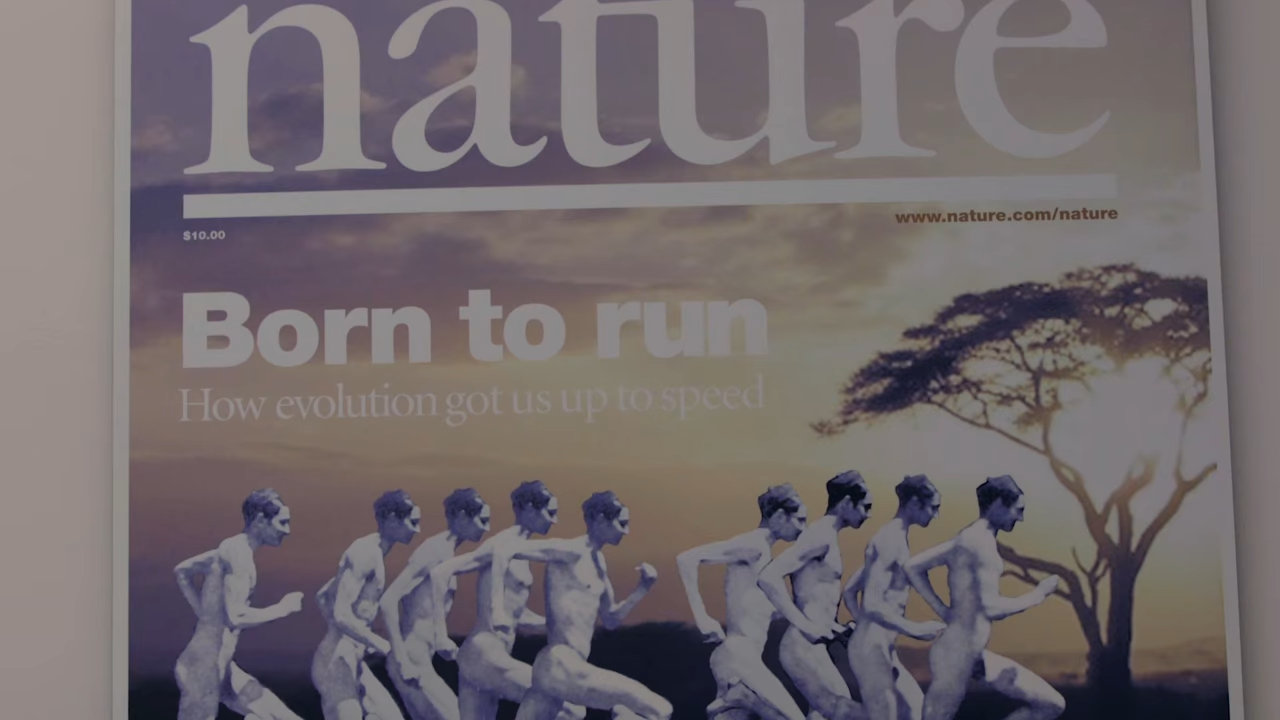 nature
www.nature.com/nature
$10.00
Born to run
How evolution got us up to speed